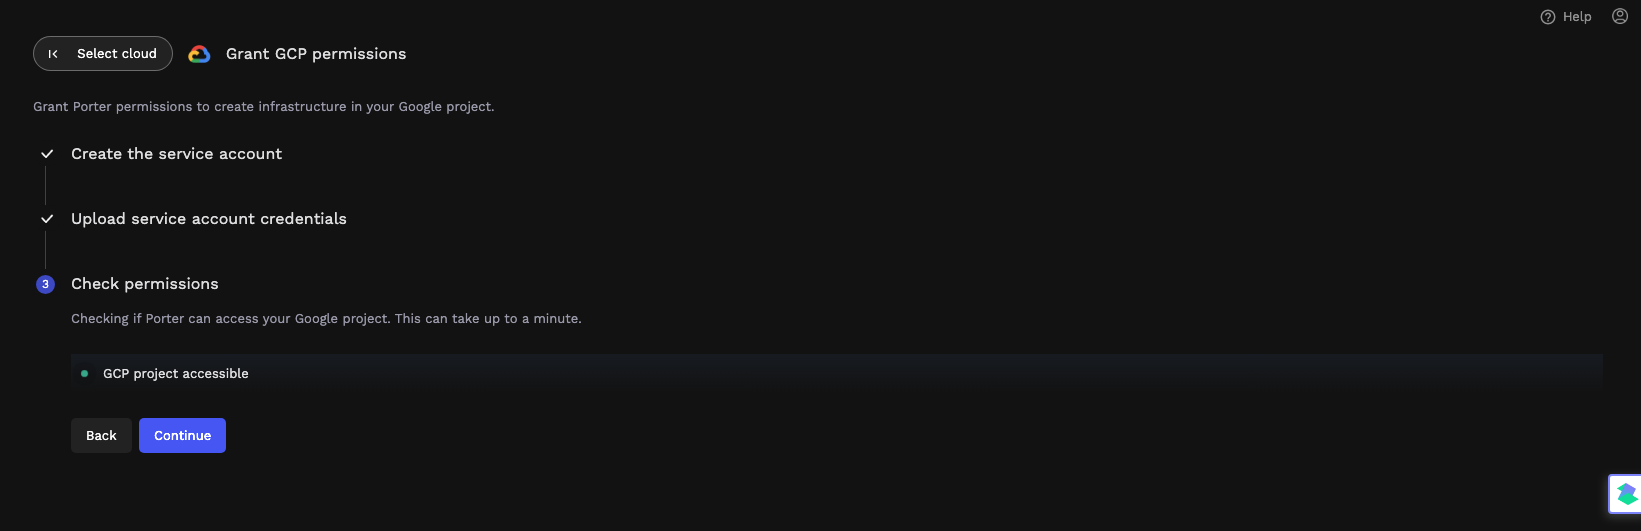 Help
Select cloud
Grant GCP permissions
Grant Porter permissions to create infrastructure in your Google project.
Create the service account
Upload service account credentials
3
Check permissions
Checking if Porter can access your Google project. This can take up to a minute.
GCP project accessible
Back
Continue